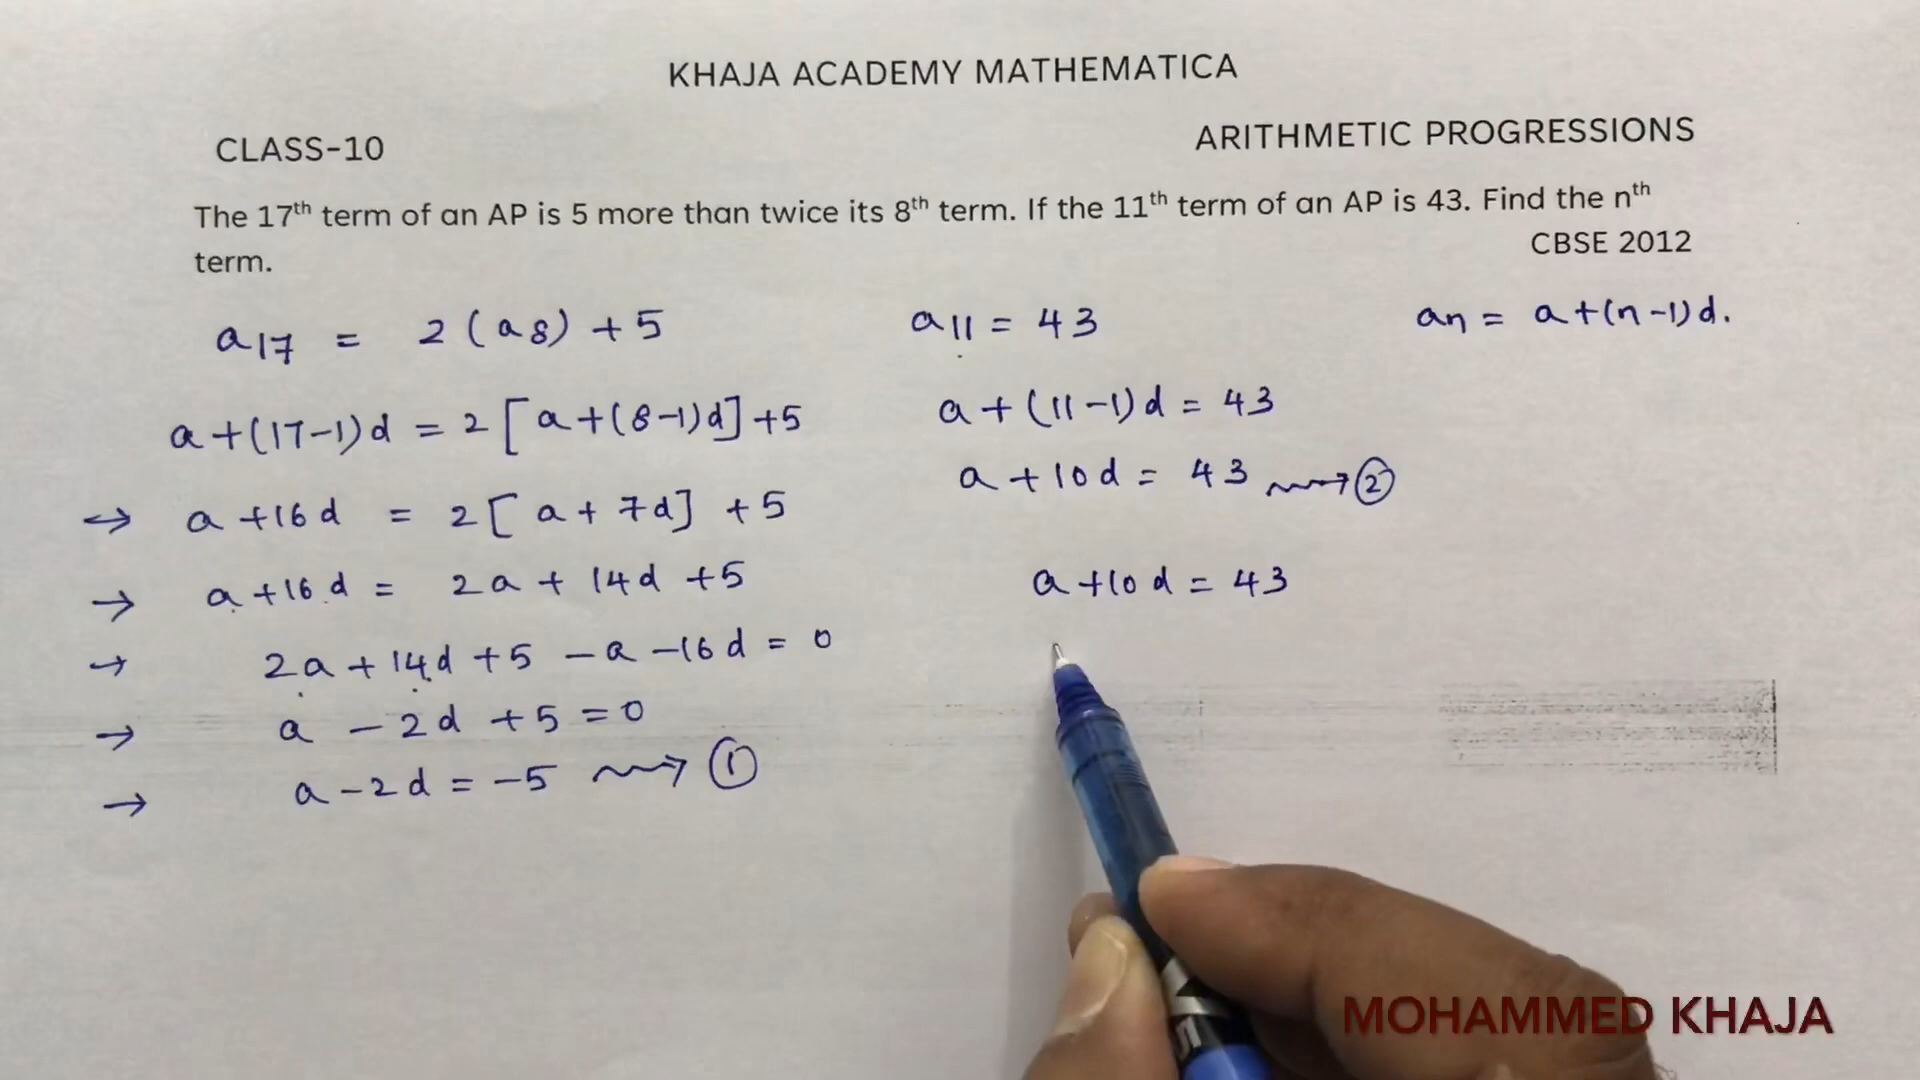 KHAJA ACADEMY MATHEMATICA
CLASS-10
ARITHMETIC PROGRESSIONS
The 17th term of an AP is 5 more than twice its 8th term. If the 11th term of an AP is 43. Find the nth
term.
CBSE 2012
a17 = 2(a8) + 5
a+(17-1)d = 2[a+(8-1)d]+5
→ a+16d = 2[a+7d]+5
→ a+16d = 2a+14d+5
→ 2a+14d+5-a-16d=0
→ a-2d+5=0
→ a-2d=-5 → ①
a11 = 43
a+(11-1)d = 43
a+10d = 43 → ②
a+10d = 43
an = a+(n-1)d.
MOHAMMED KHAJA